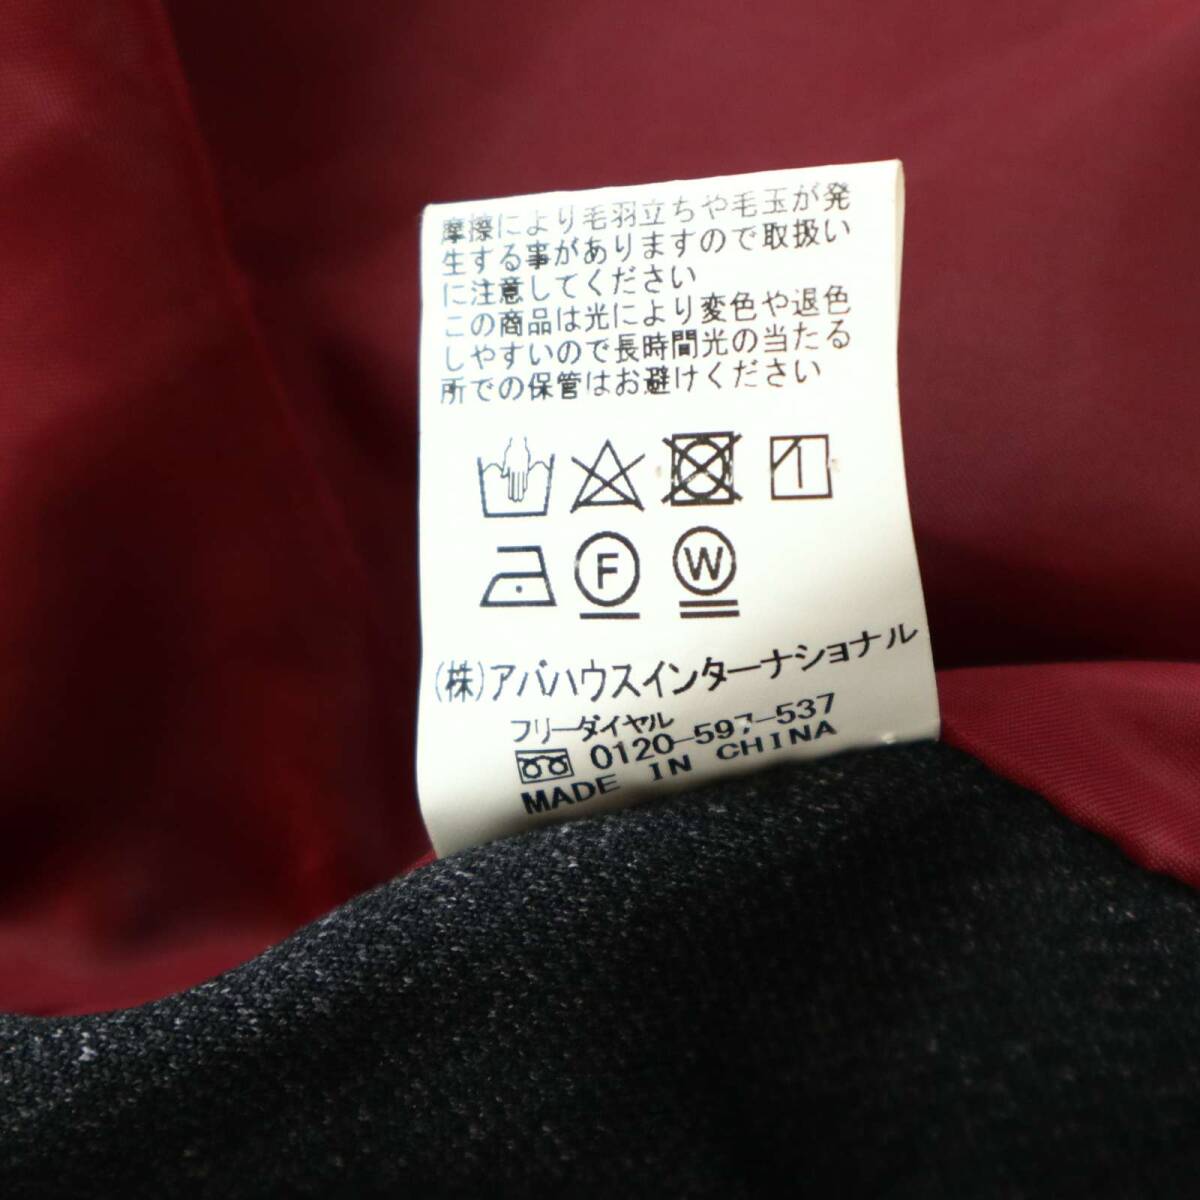 摩擦により毛羽立ちや毛玉が発
生する事がありますので取扱い
に注意してください
この商品は光により変色や退色
しやすいので長時間光の当たる
所での保管はお避けください
F W
(株)アバハウスインターナショナル
フリーダイヤル
0120-597-537
MADE IN CHINA